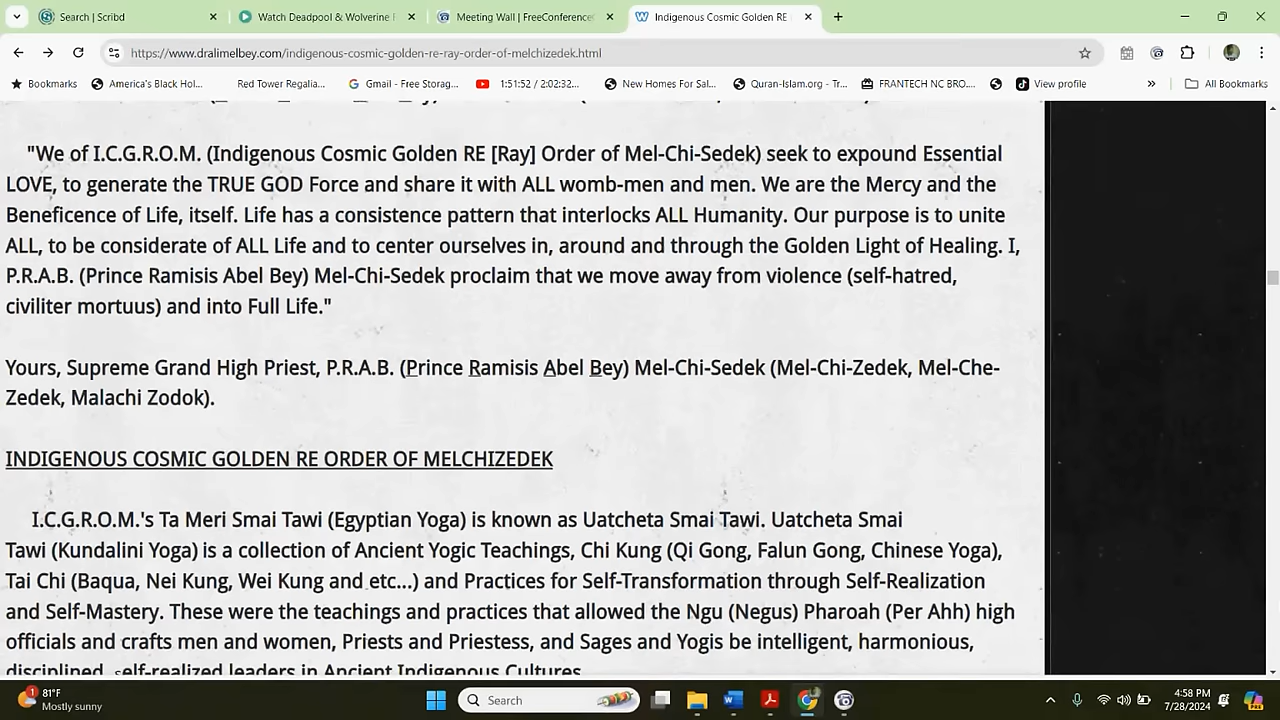 Search | Scribd
Watch Deadpool & Wolverine F
Meeting Wall | FreeConference
Indigenous Cosmic Golden RE
https://www.dralimelbey.com/indigenous-cosmic-golden-re-ray-order-of-melchizedek.html
Bookmarks America's Black Hol... Red Tower Regalia... Gmail - Free Storag... 1:51:52 / 2:02:32... New Homes For Sal... Quran-Islam.org - T... FRANTECH NC BRO... View profile » All Bookmarks
"We of I.C.G.R.O.M. (Indigenous Cosmic Golden RE [Ray] Order of Mel-Chi-Sedek) seek to expound Essential
LOVE, to generate the TRUE GOD Force and share it with ALL womb-men and men. We are the Mercy and the
Beneficence of Life, itself. Life has a consistence pattern that interlocks ALL Humanity. Our purpose is to unite
ALL, to be considerate of ALL Life and to center ourselves in, around and through the Golden Light of Healing. I,
P.R.A.B. (Prince Ramisis Abel Bey) Mel-Chi-Sedek proclaim that we move away from violence (self-hatred,
civiliter mortuus) and into Full Life."
Yours, Supreme Grand High Priest, P.R.A.B. (Prince Ramisis Abel Bey) Mel-Chi-Sedek (Mel-Chi-Zedek, Mel-Che-
Zedek, Malachi Zodok).
INDIGENOUS COSMIC GOLDEN RE ORDER OF MELCHIZEDEK
I.C.G.R.O.M.'s Ta Meri Smai Tawi (Egyptian Yoga) is known as Uatcheta Smai Tawi. Uatcheta Smai
Tawi (Kundalini Yoga) is a collection of Ancient Yogic Teachings, Chi Kung (Qi Gong, Falun Gong, Chinese Yoga),
Tai Chi (Baqua, Nei Kung, Wei Kung and etc...) and Practices for Self-Transformation through Self-Realization
and Self-Mastery. These were the teachings and practices that allowed the Ngu (Negus) Pharoah (Per Ahh) high
officials and crafts men and women, Priests and Priestess, and Sages and Yogis be intelligent, harmonious,
disciplined, self-realized leaders in Ancient Indigenous Cultures.
1
81°F
Mostly sunny
Search
4:58 PM
7/28/2024